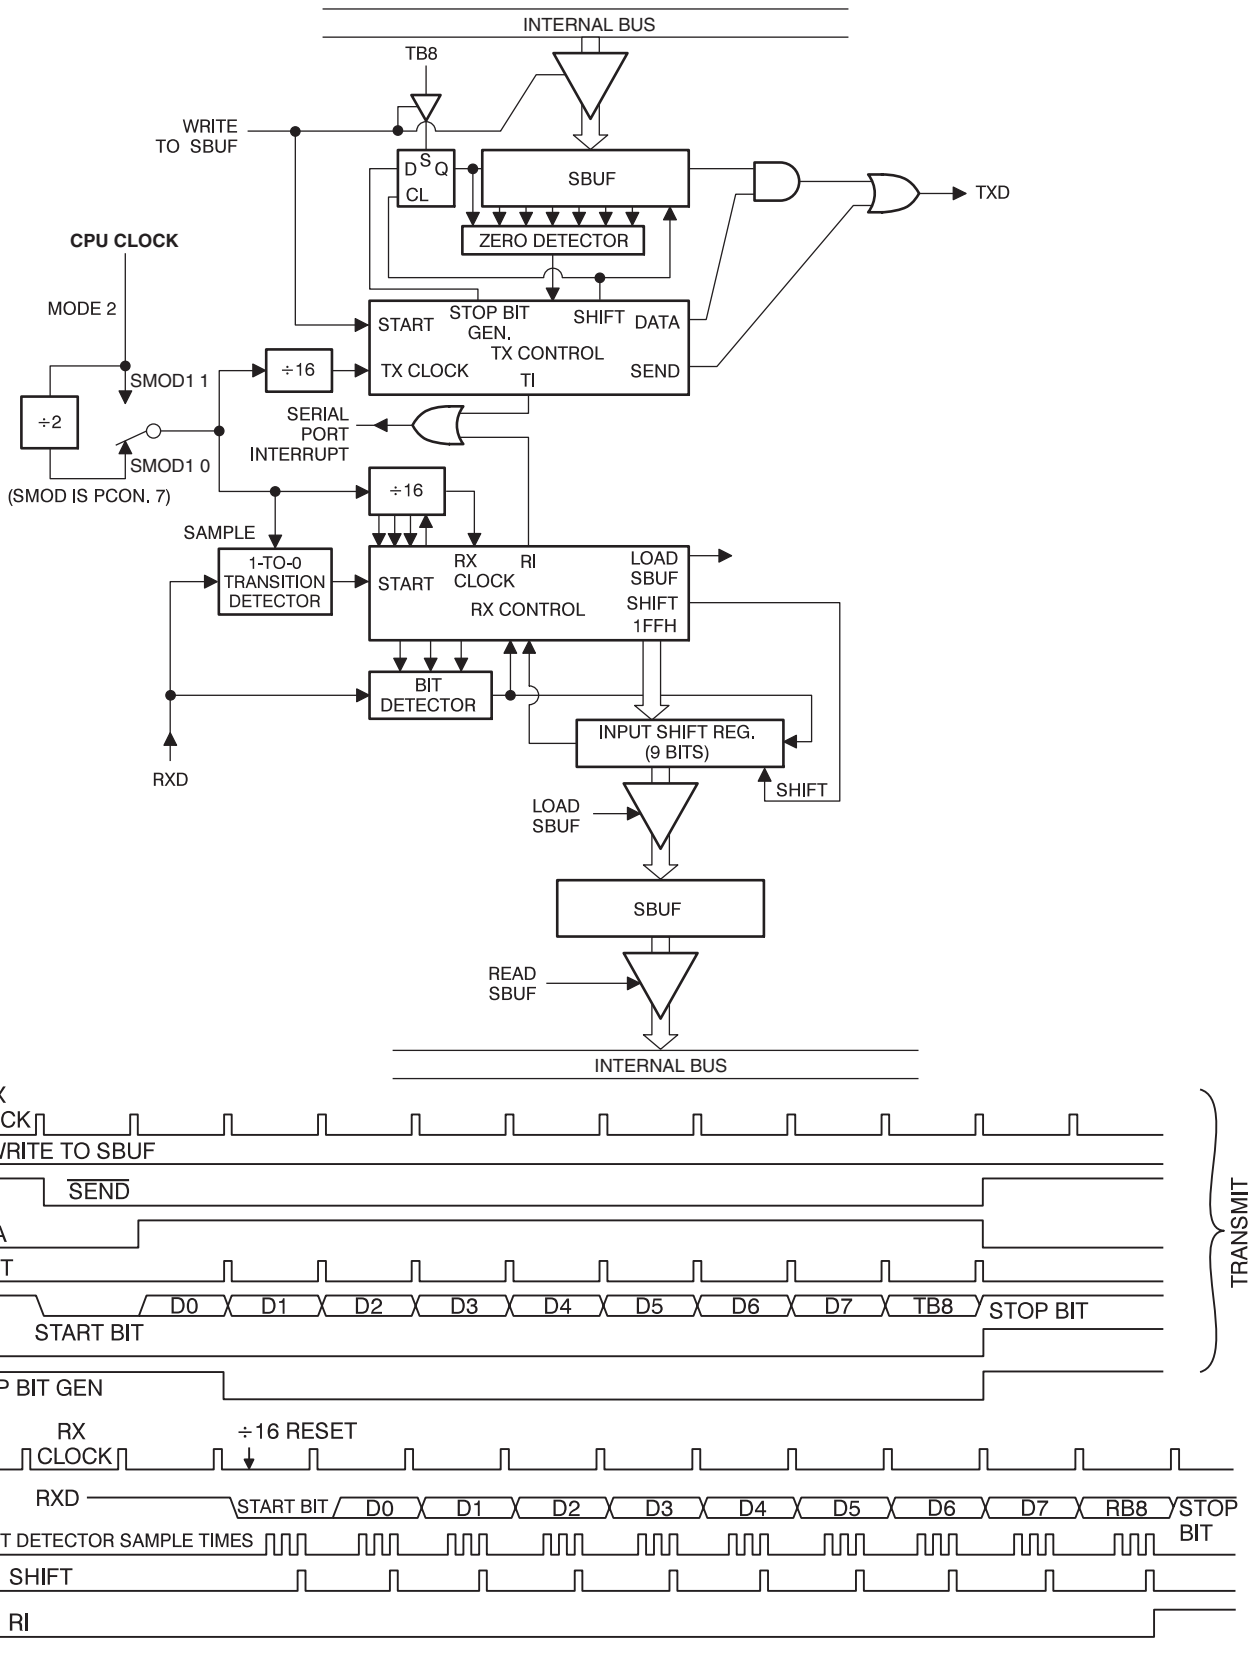 INTERNAL BUS
TB8
WRITE
TO SBUF
D S Q
CL
SBUF
TXD
ZERO DETECTOR
CPU CLOCK
MODE 2
STOP BIT
GEN.
SHIFT
DATA
START
TX CONTROL
÷16
TX CLOCK
SEND
TI
SMOD1 1
÷2
SERIAL
PORT
INTERRUPT
SMOD1 0
(SMOD IS PCON. 7)
÷16
SAMPLE
1-TO-0
TRANSITION
DETECTOR
START
RX
CLOCK
RI
LOAD
SBUF
SHIFT
RX CONTROL
1FFH
BIT
DETECTOR
INPUT SHIFT REG.
(9 BITS)
RXD
SHIFT
LOAD
SBUF
SBUF
READ
SBUF
INTERNAL BUS
X
CK
WRITE TO SBUF
SEND
A
T
D0 D1 D2 D3 D4 D5 D6 D7 TB8 STOP BIT
START BIT
P BIT GEN
TRANSMIT
RX
CLOCK
÷16 RESET
RXD START BIT D0 D1 D2 D3 D4 D5 D6 D7 RB8 STOP
BIT
T DETECTOR SAMPLE TIMES
SHIFT
RI